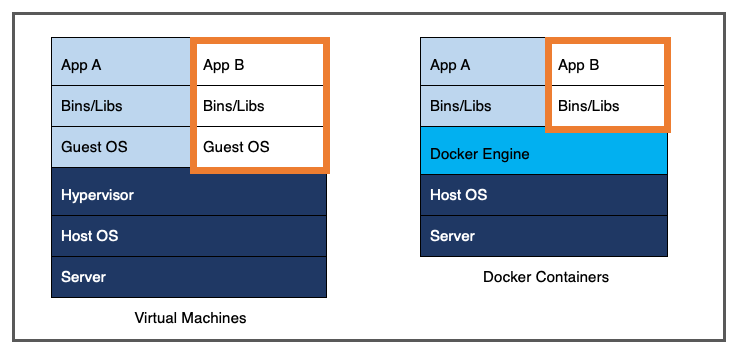 App A
App B
Bins/Libs
Bins/Libs
Guest OS
Guest OS
Hypervisor
Host OS
Server
Virtual Machines
App A
App B
Bins/Libs
Bins/Libs
Docker Engine
Host OS
Server
Docker Containers